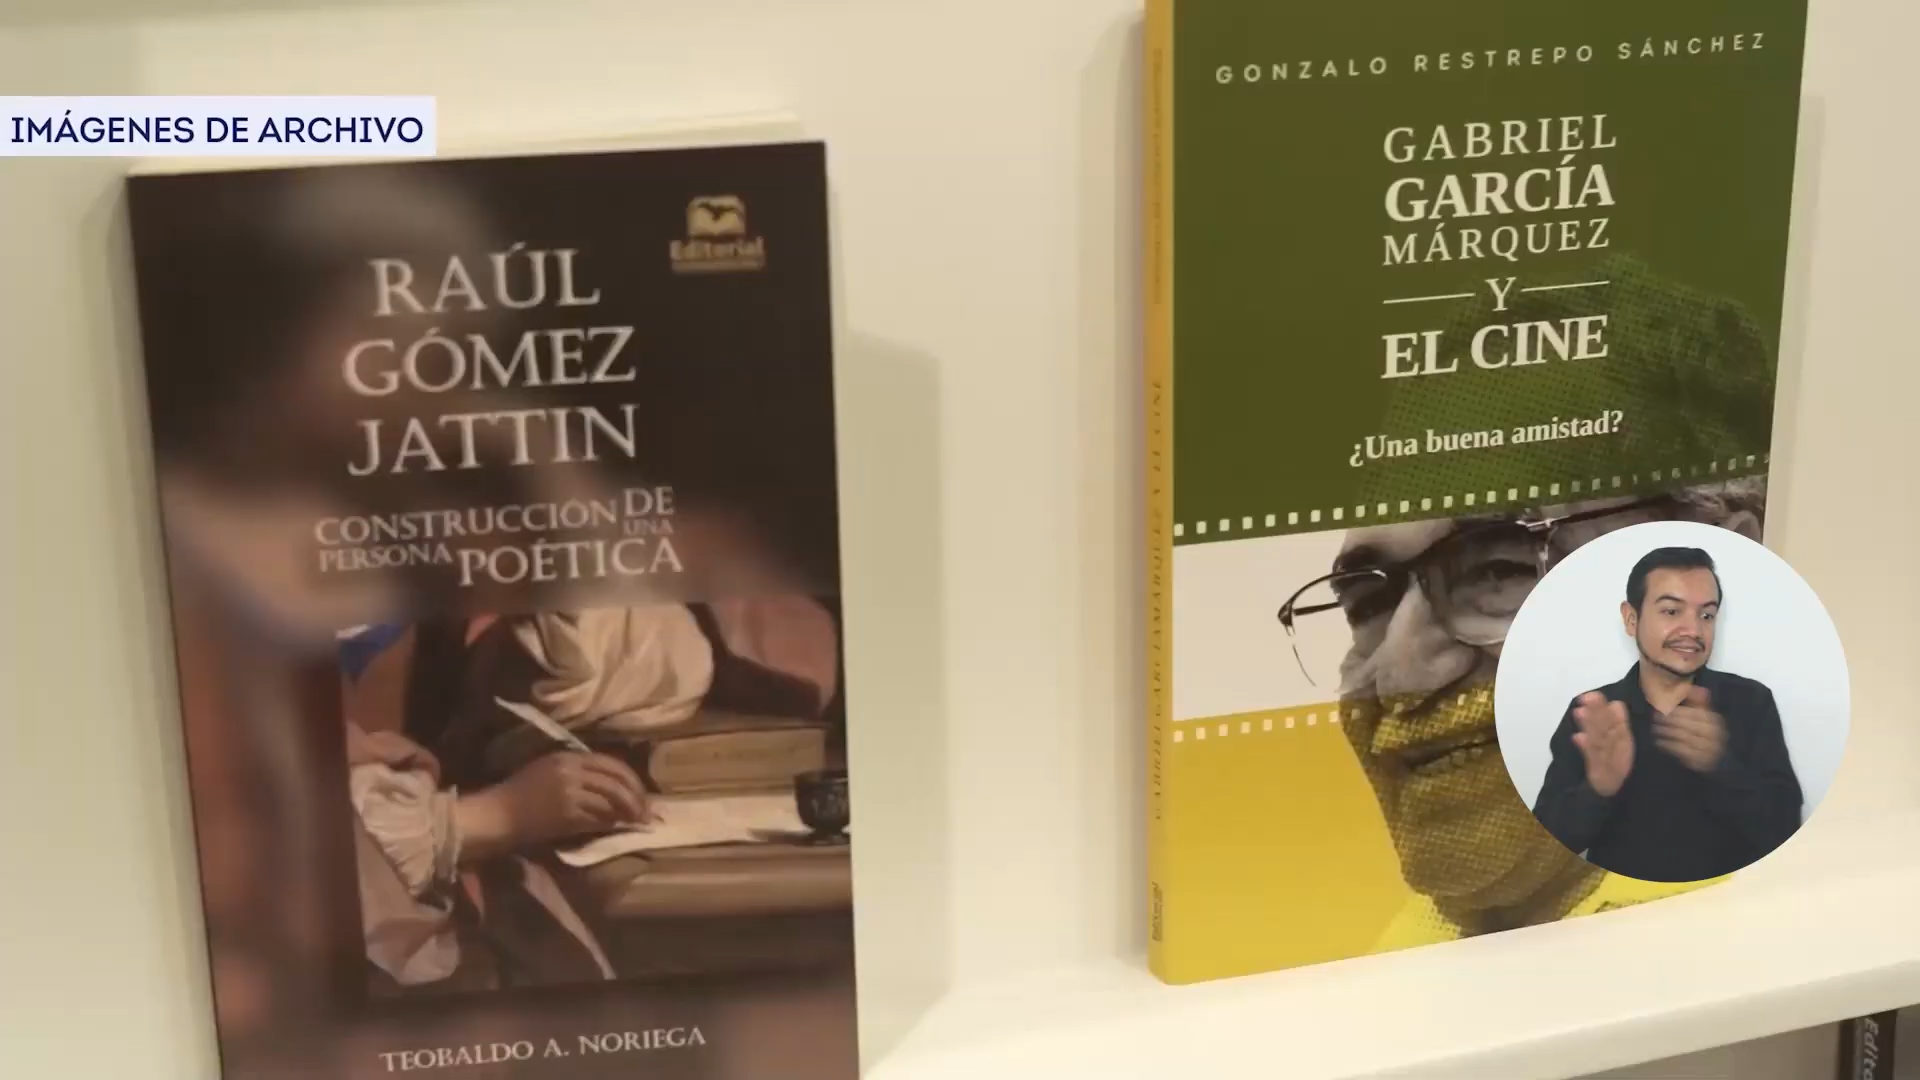 IMÁGENES DE ARCHIVO
Editorial
RAÚL
GÓMEZ
JATTIN
CONSTRUCCIÓN DE
UNA
PERSONA POÉTICA
TEOBALDO A. NORIEGA
GONZALO RESTREPO SÁNCHEZ
GABRIEL
GARCÍA
MÁRQUEZ
Y
EL CINE
¿Una buena amistad?